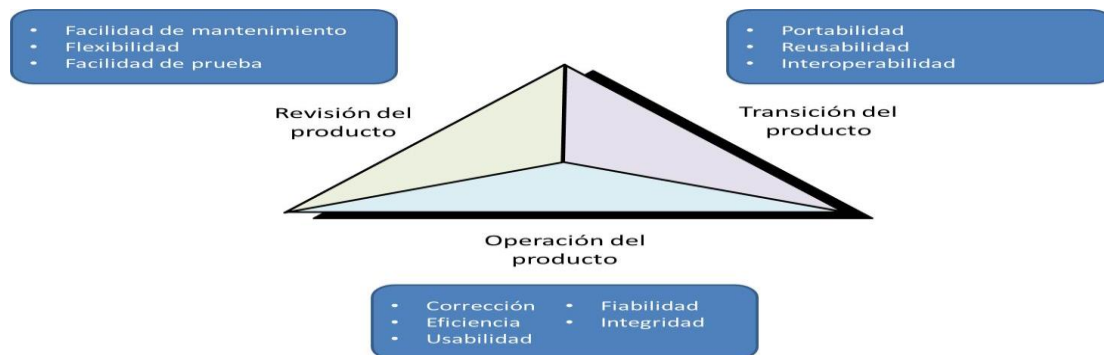 • Facilidad de mantenimiento
• Flexibilidad
• Facilidad de prueba
• Portabilidad
• Reusabilidad
• Interoperabilidad
Revisión del
producto
Transición del
producto
Operación del
producto
• Corrección • Fiabilidad
• Eficiencia • Integridad
• Usabilidad